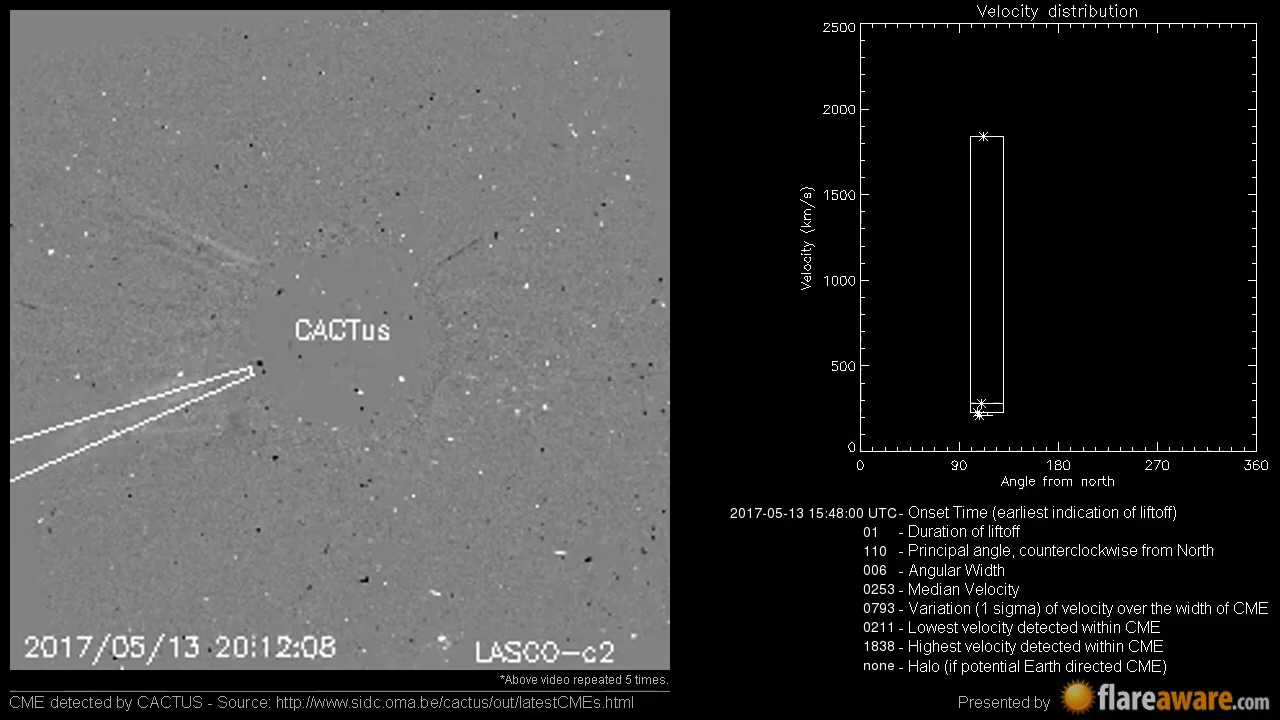 CACTus
2017/05/13 20:12:08
LASCO-c2
*Above video repeated 5 times.
CME detected by CACTUS - Source: http://www.sidc.oma.be/cactus/out/latestCMEs.html
Velocity distribution
Velocity (km/s)
2500
2000
1500
1000
500
0
0 90 180 270 360
Angle from north
2017-05-13 15:48:00 UTC - Onset Time (earliest indication of liftoff)
01 - Duration of liftoff
110 - Principal angle, counterclockwise from North
006 - Angular Width
0253 - Median Velocity
0793 - Variation (1 sigma) of velocity over the width of CME
0211 - Lowest velocity detected within CME
1838 - Highest velocity detected within CME
none - Halo (if potential Earth directed CME)
Presented by flareaware.com